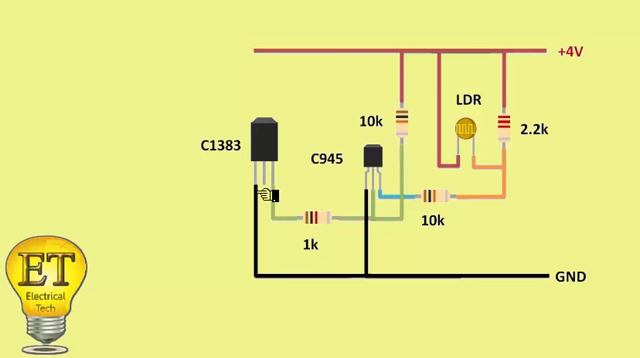 +4V
LDR
10k
2.2k
C1383
C945
10k
1k
ET
Electrical
Tech
GND